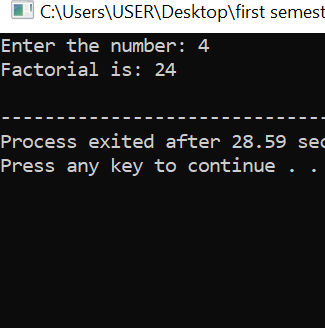 C:\Users\USER\Desktop\first semest
Enter the number: 4
Factorial is: 24
--------------------------------
Process exited after 28.59 sec
Press any key to continue . .